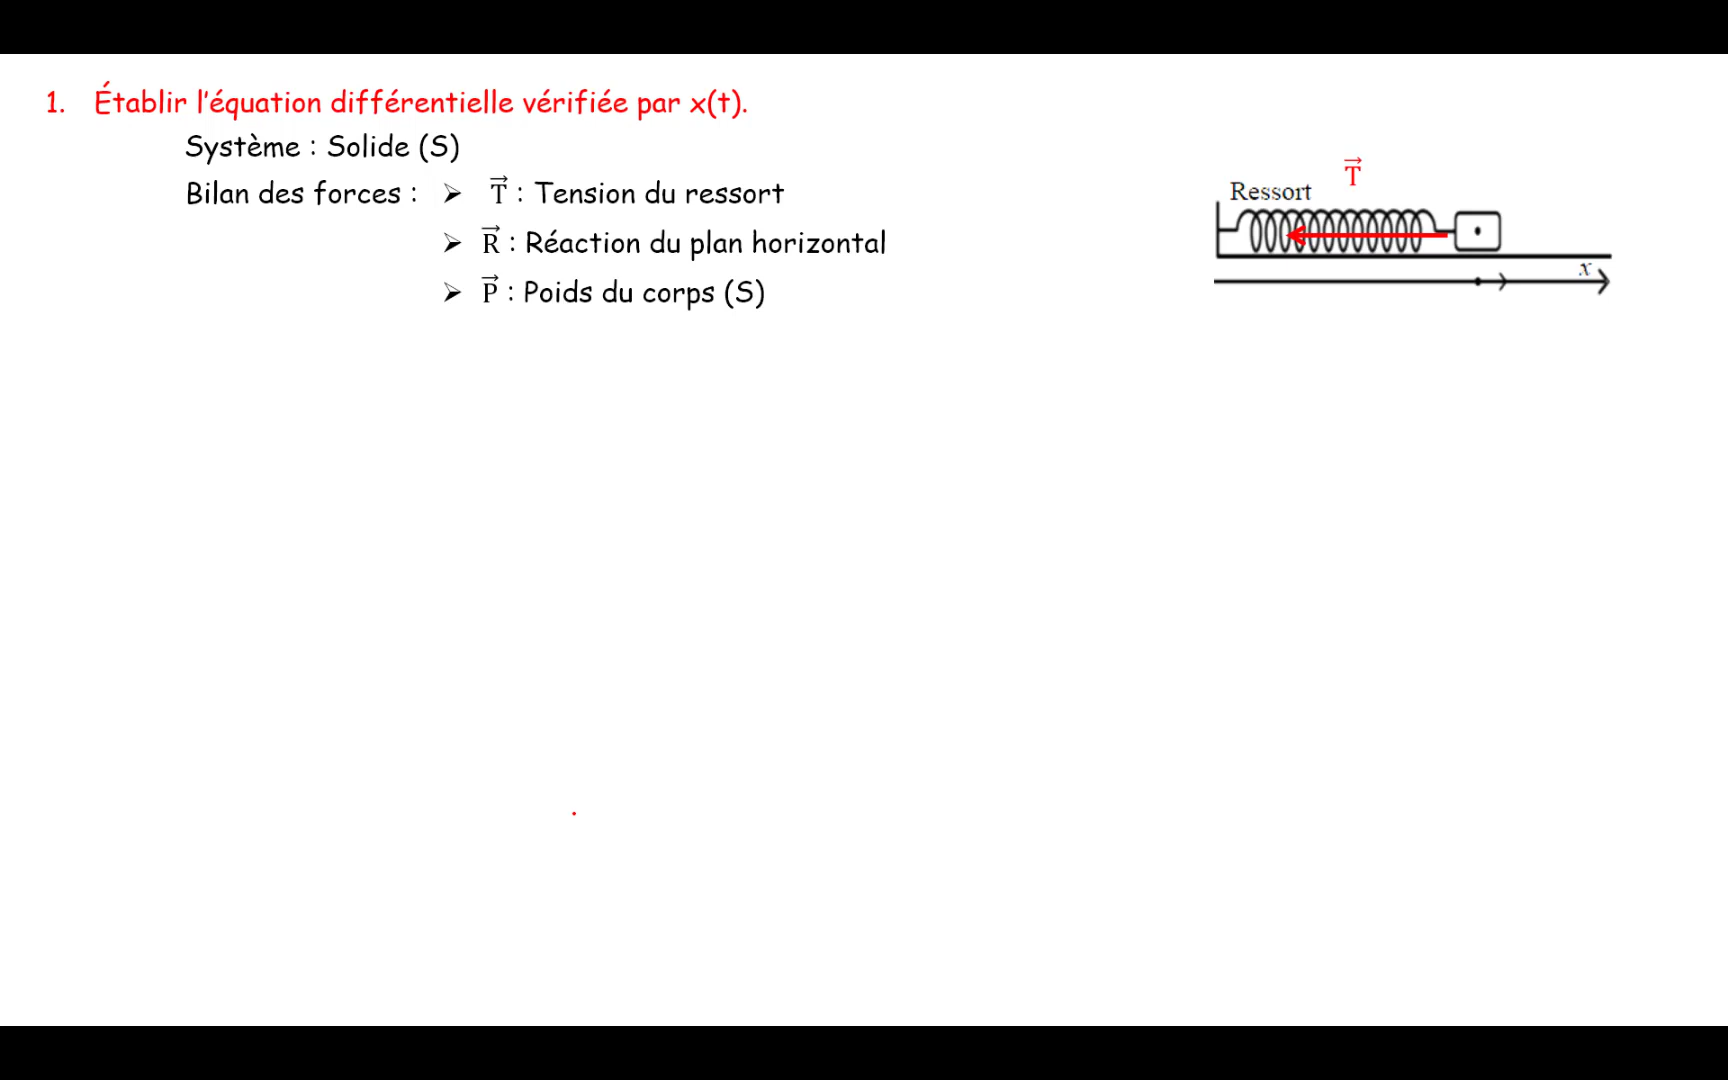 1. Établir l'équation différentielle vérifiée par x(t).
Système : Solide (S)
Bilan des forces : ➢ T⃗ : Tension du ressort
➢ R⃗ : Réaction du plan horizontal
➢ P⃗ : Poids du corps (S)
T⃗
Ressort
x